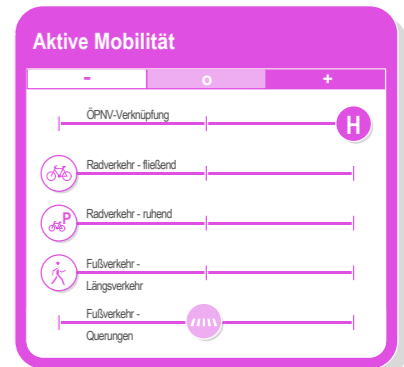 Aktive Mobilität
- o +
ÖPNV-Verknüpfung
H
Radverkehr - fließend
Radverkehr - ruhend
P
Fußverkehr -
Längsverkehr
Fußverkehr -
Querungen